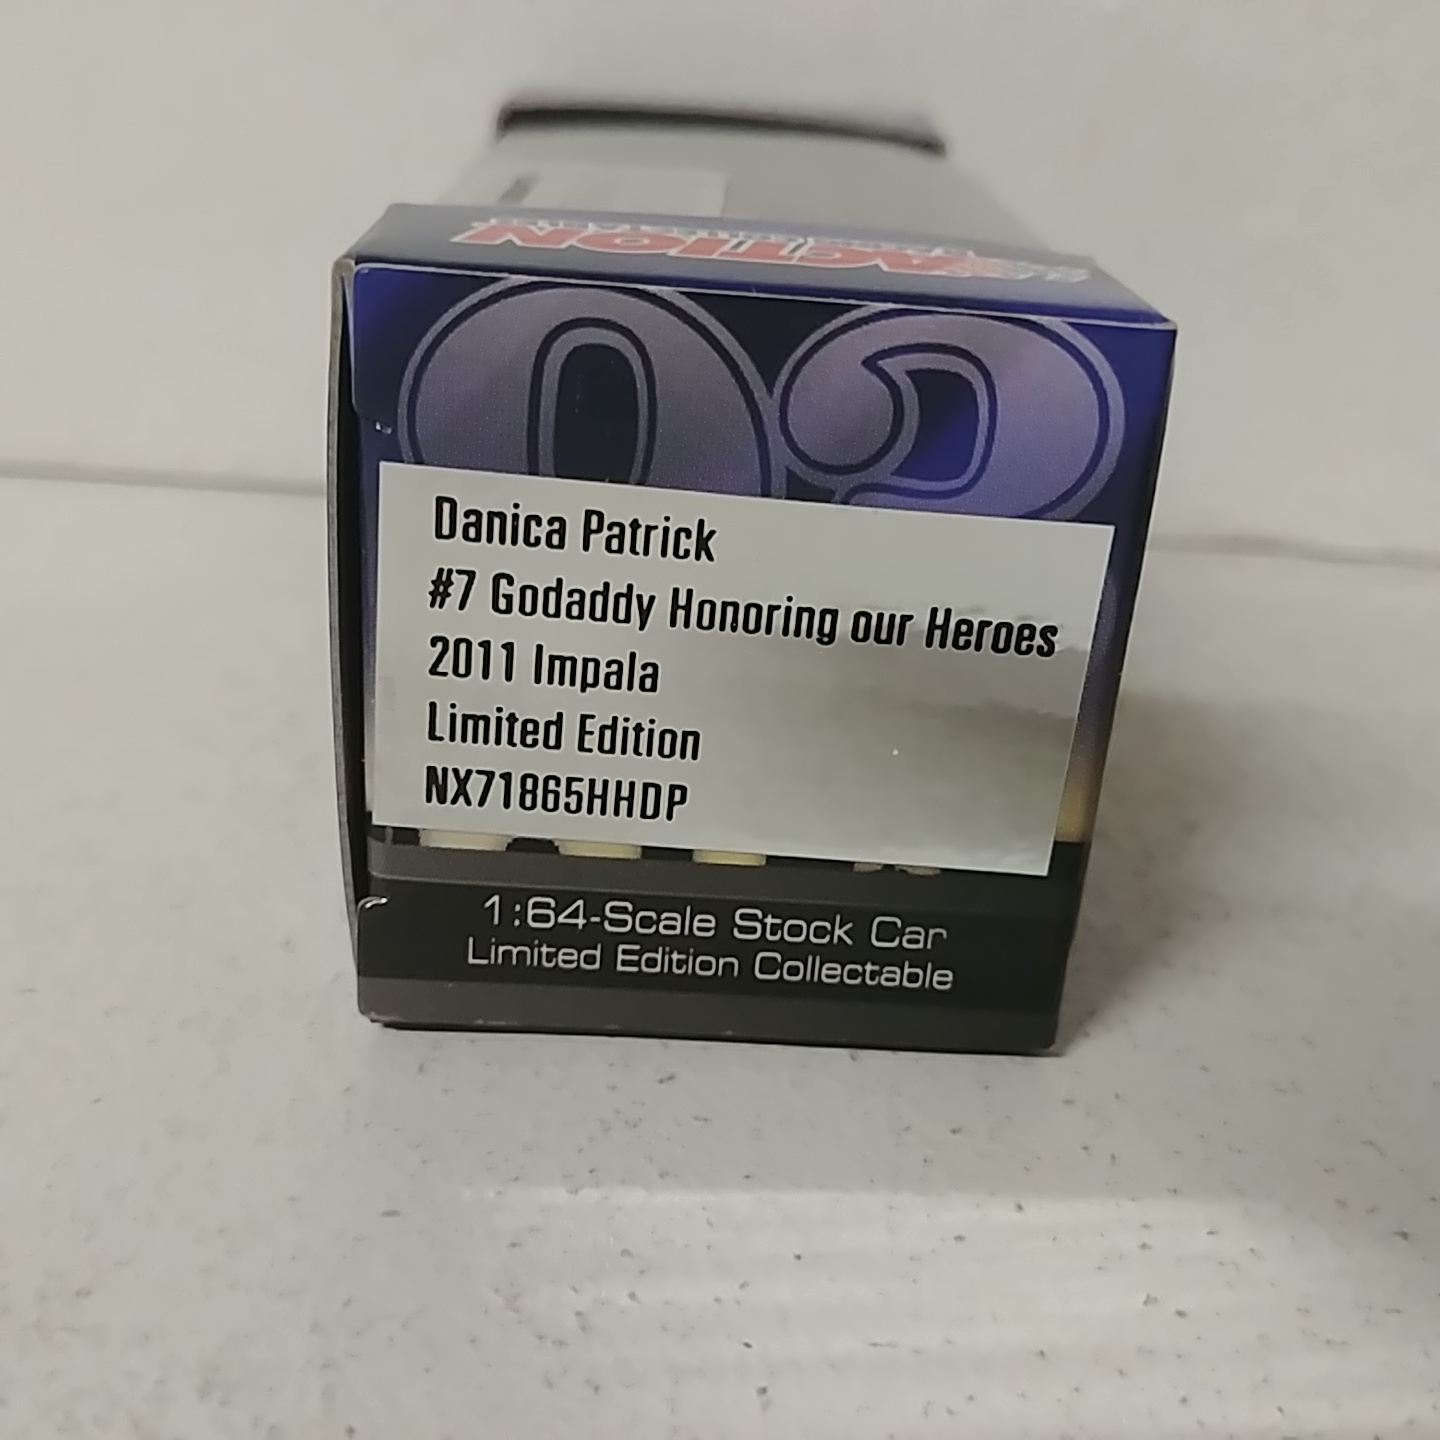 ACTION
03
Danica Patrick
#7 Godaddy Honoring our Heroes
2011 Impala
Limited Edition
NX71865HHDP
1:64-Scale Stock Car
Limited Edition Collectable